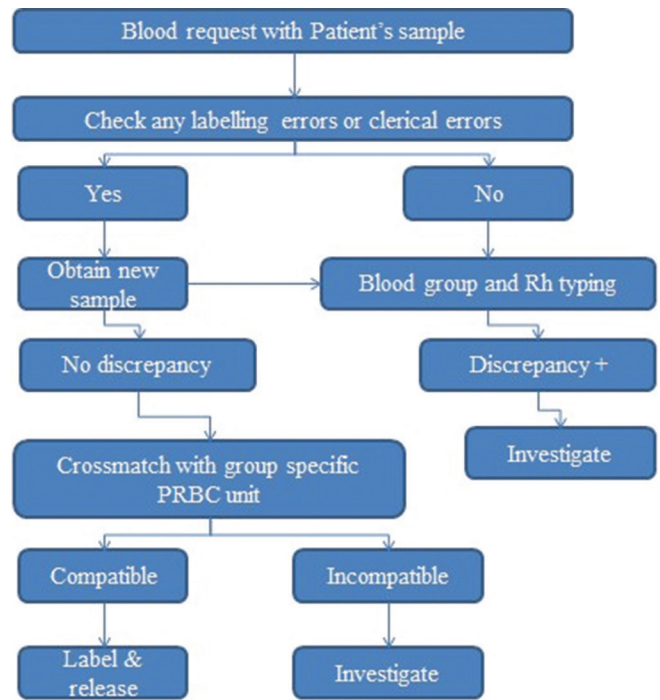 Blood request with Patient's sample
Check any labelling errors or clerical errors
Yes
No
Obtain new
sample
Blood group and Rh typing
No discrepancy
Discrepancy +
Investigate
Crossmatch with group specific
PRBC unit
Compatible
Incompatible
Label &
release
Investigate